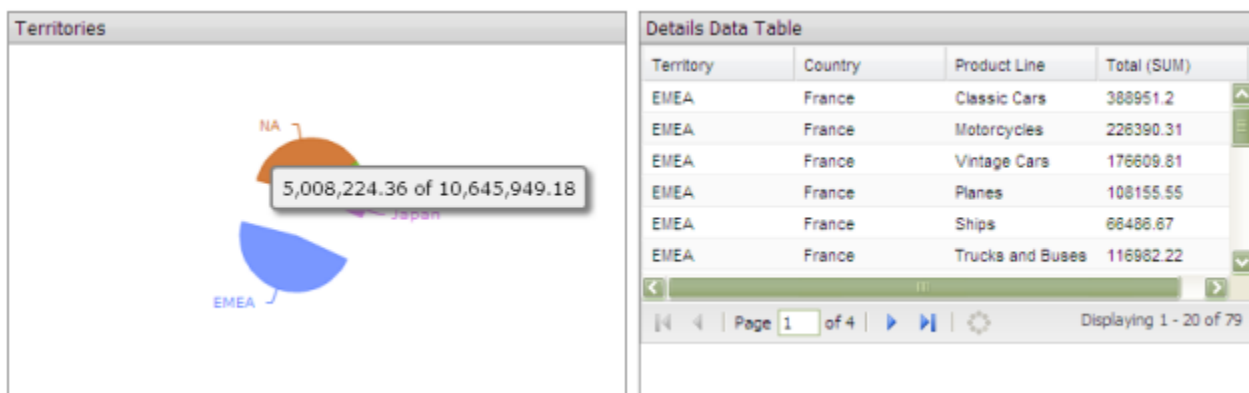 Territories
NA
5,008,224.36 of 10,645,949.18
Japan
EMEA
Details Data Table
Territory Country Product Line Total (SUM)
EMEA France Classic Cars 388951.2
EMEA France Motorcycles 226390.31
EMEA France Vintage Cars 176609.81
EMEA France Planes 108155.55
EMEA France Ships 66486.67
EMEA France Trucks and Buses 116982.22
Page 1 of 4 Displaying 1 - 20 of 79